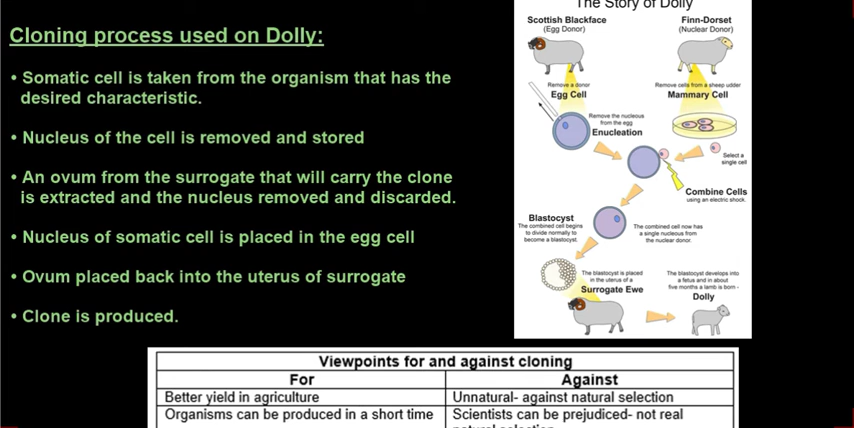 Cloning process used on Dolly:
• Somatic cell is taken from the organism that has the
desired characteristic.
• Nucleus of the cell is removed and stored
• An ovum from the surrogate that will carry the clone
is extracted and the nucleus removed and discarded.
• Nucleus of somatic cell is placed in the egg cell
• Ovum placed back into the uterus of surrogate
• Clone is produced.
The Story of Dolly
Scottish Blackface
(Egg Donor)
Finn-Dorset
(Nuclear Donor)
Remove a donor
Egg Cell
Remove cells from a sheep udder
Mammary Cell
Remove the nucleous
from the egg
Enucleation
Select a
single cell
Combine Cells
using an electric shock.
Blastocyst
The combined cell begins
to divide normally to
become a blastocyst.
The combined cell now has
a single nucleus from
the nuclear donor.
The blastocyst is placed
in the uterus of a
Surrogate Ewe
The blastocyst develops into
a fetus and in about
five months a lamb is born -
Dolly
Viewpoints for and against cloning
For
Against
Better yield in agriculture
Unnatural- against natural selection
Organisms can be produced in a short time
Scientists can be prejudiced- not real
natural selection